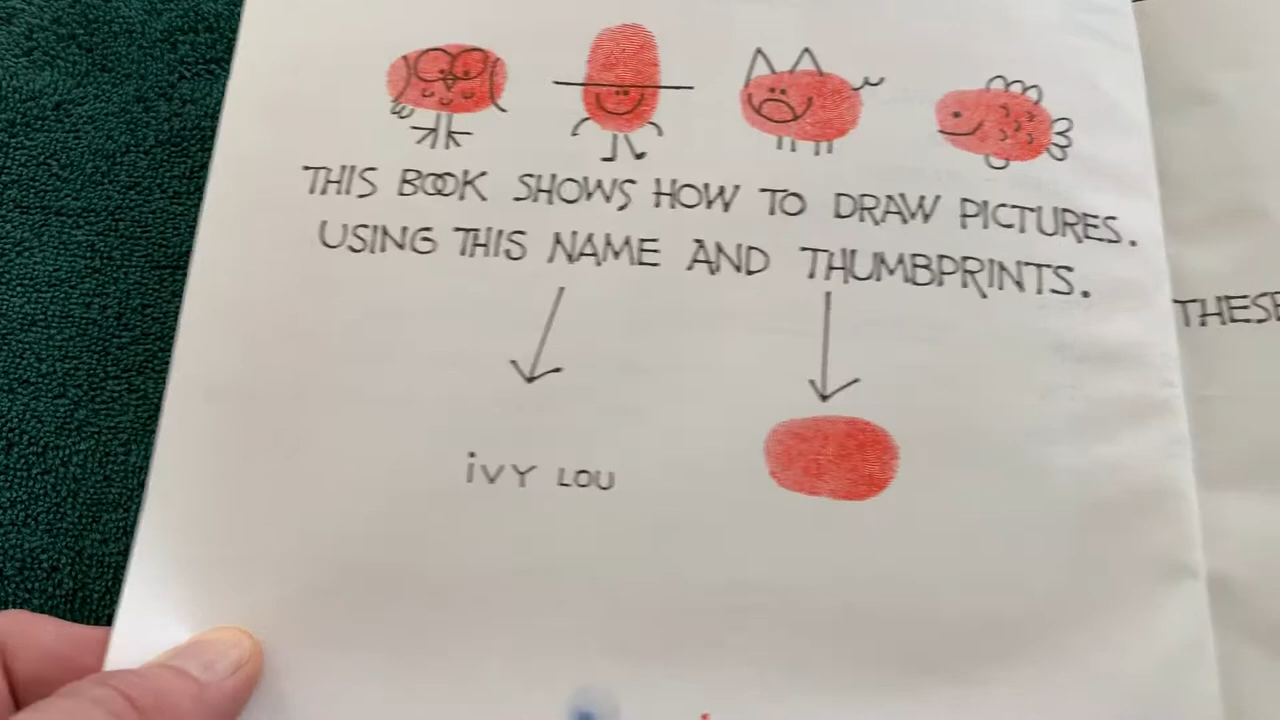 THIS BOOK SHOWS HOW TO DRAW PICTURES.
USING THIS NAME AND THUMBPRINTS.
iVY LOU
THESE